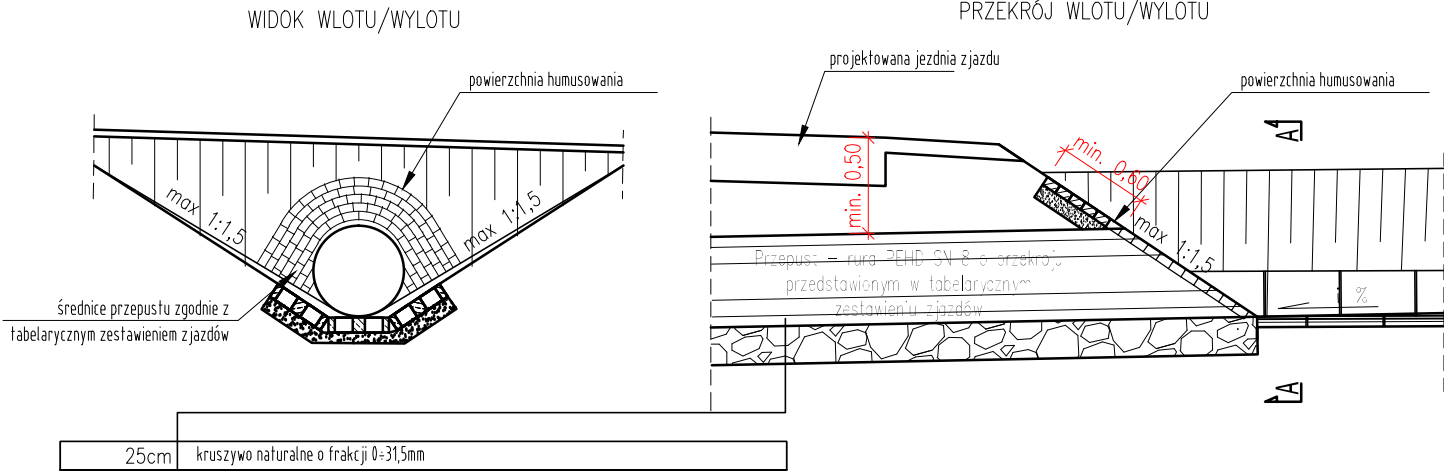 WIDOK WLOTU/WYLOTU
powierzchnia humusowania
max 1:1,5
max 1:1,5
średnice przepustu zgodnie z
tabelarycznym zestawieniem zjazdów
PRZEKRÓJ WLOTU/WYLOTU
projektowana jezdnia zjazdu
powierzchnia humusowania
A
min. 0,50
min. 0,60
max 1:1,5
Przepust - rura PEHD SN 8 o przekroju
przedstawionym w tabelarycznym
zestawieniu zjazdów
%
A
25cm kruszywo naturalne o frakcji 0÷31,5mm